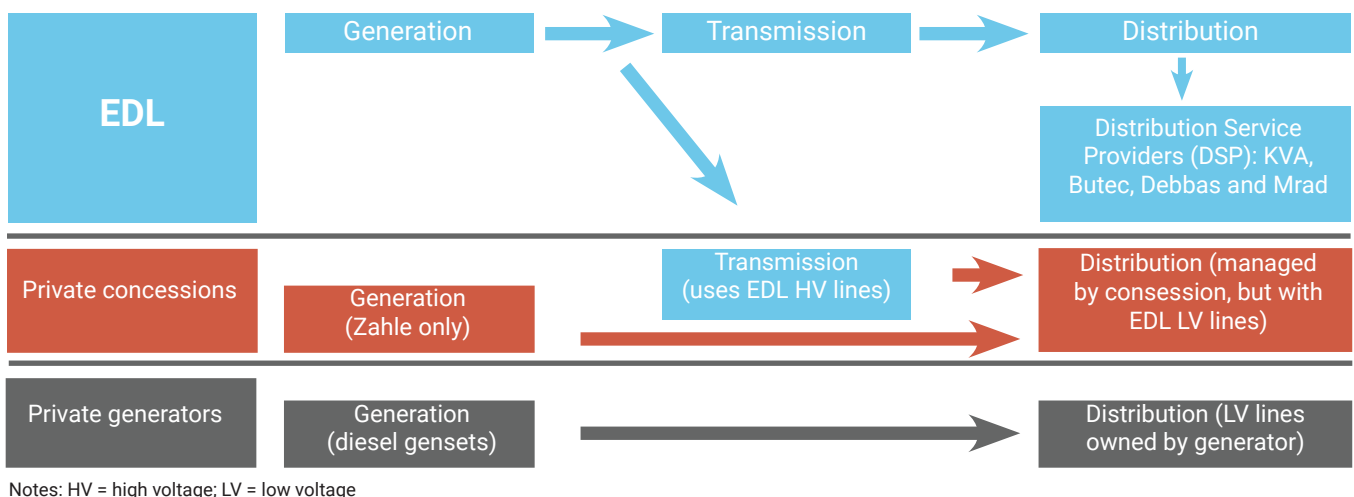 EDL
Generation
Transmission
Distribution
Distribution Service
Providers (DSP): KVA,
Butec, Debbas and Mrad
Private concessions
Generation
(Zahle only)
Transmission
(uses EDL HV lines)
Distribution (managed
by consession, but with
EDL LV lines)
Private generators
Generation
(diesel gensets)
Distribution (LV lines
owned by generator)
Notes: HV = high voltage; LV = low voltage